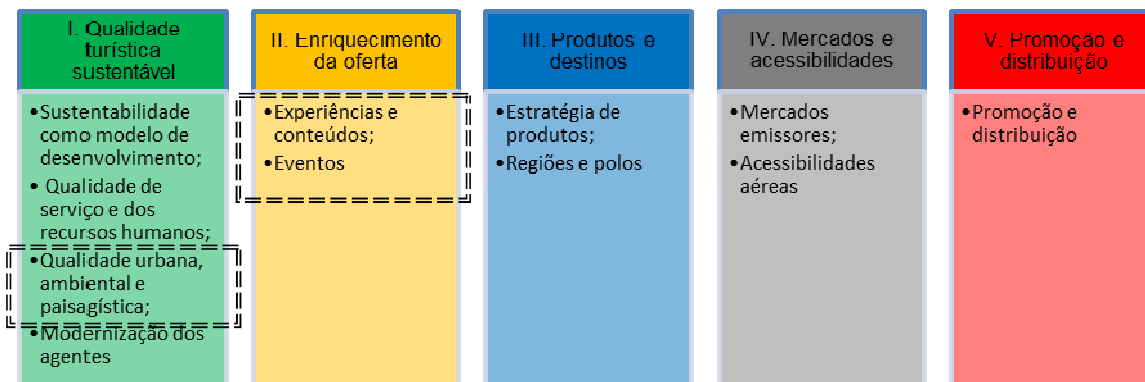 I. Qualidade
turística
sustentável
•Sustentabilidade
como modelo de
desenvolvimento;
• Qualidade de
serviço e dos
recursos humanos;
•Qualidade urbana,
ambiental e
paisagística;
•Modernização dos
agentes
II. Enriquecimento
da oferta
•Experiências e
conteúdos;
•Eventos
III. Produtos e
destinos
•Estratégia de
produtos;
•Regiões e polos
IV. Mercados e
acessibilidades
•Mercados
emissores;
•Acessibilidades
aéreas
V. Promoção e
distribuição
•Promoção e
distribuição